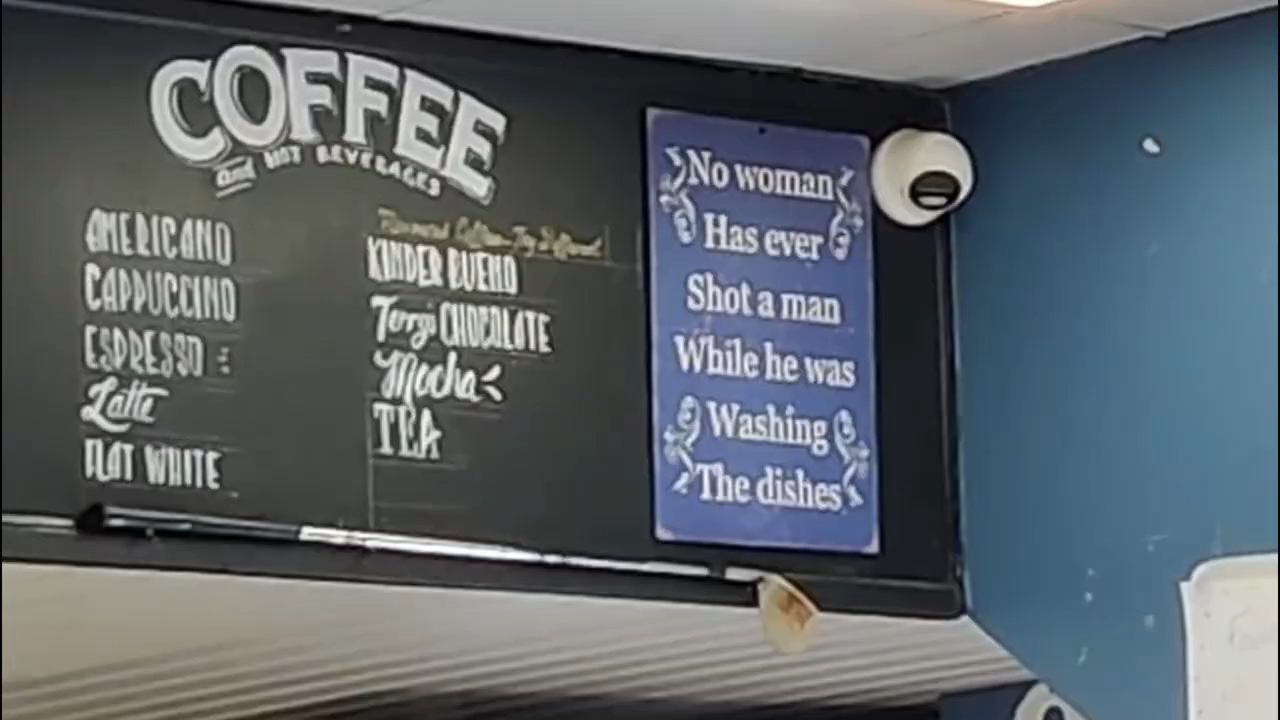 COFFEE
and HOT BEVERAGES
AMERICANO
CAPPUCCINO
ESPRESSO
Latte
FLAT WHITE
KINDER BUENO
Terry's CHOCOLATE
Mocha
TEA
No woman
Has ever
Shot a man
While he was
Washing
The dishes